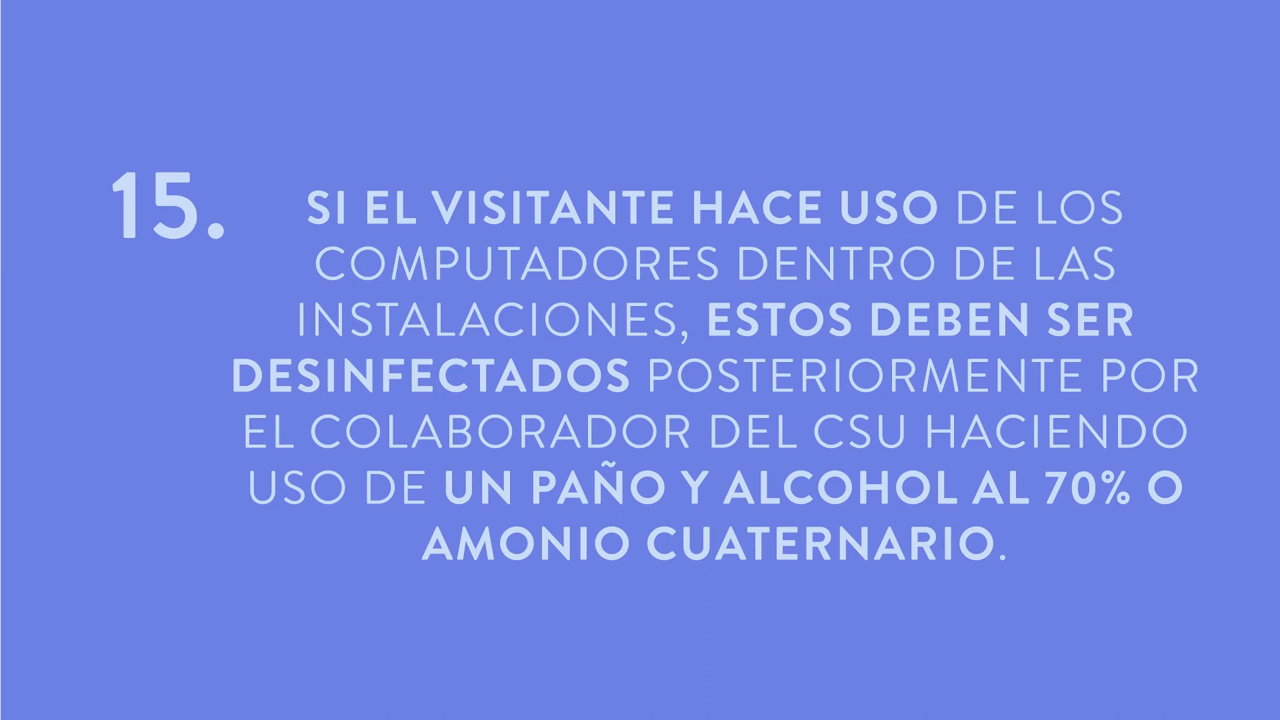 15. SI EL VISITANTE HACE USO DE LOS
COMPUTADORES DENTRO DE LAS
INSTALACIONES, ESTOS DEBEN SER
DESINFECTADOS POSTERIORMENTE POR
EL COLABORADOR DEL CSU HACIENDO
USO DE UN PAÑO Y ALCOHOL AL 70% O
AMONIO CUATERNARIO.